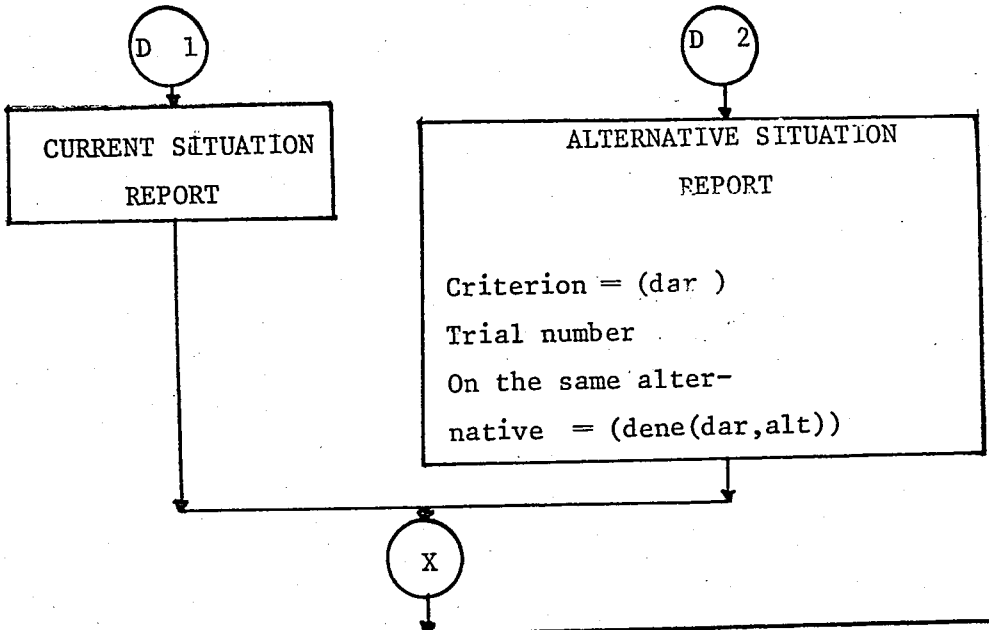 D 1
D 2
CURRENT SITUATION
REPORT
ALTERNATIVE SITUATION
REPORT
Criterion = (dar )
Trial number
On the same alter-
native = (dene(dar,alt))
X